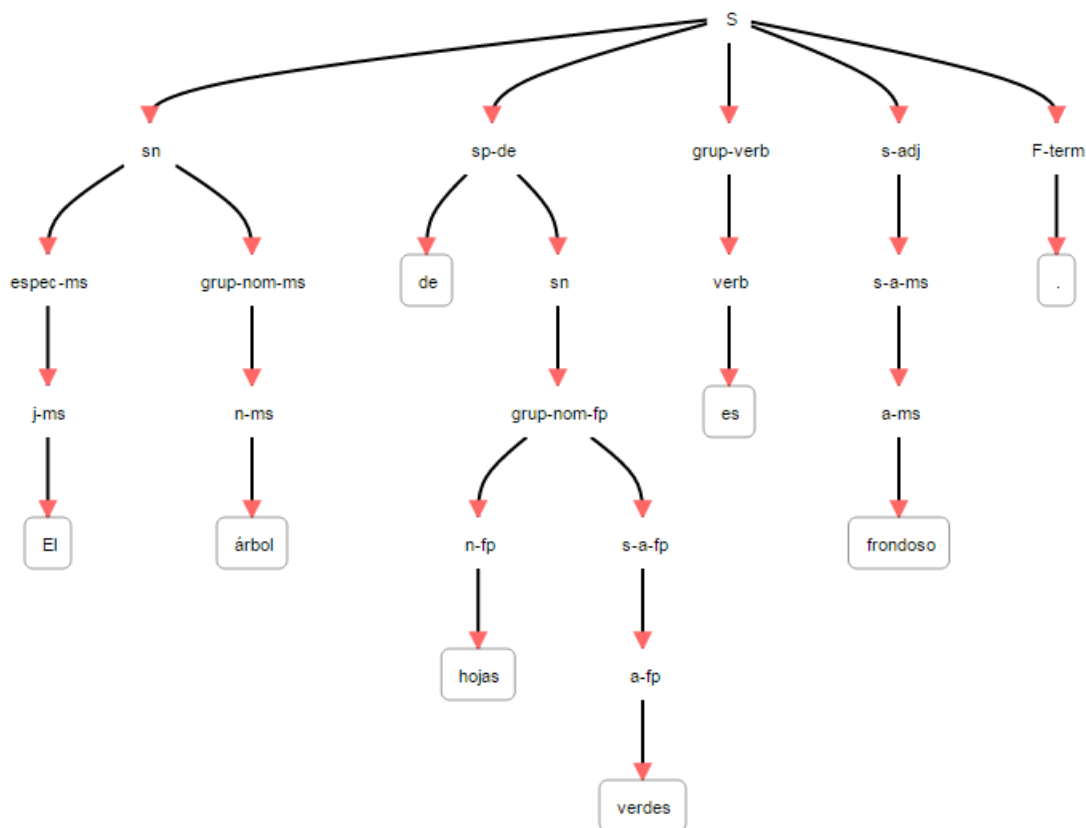 S
sn sp-de grup-verb s-adj F-term
espec-ms grup-nom-ms de sn verb s-a-ms .
j-ms n-ms grup-nom-fp es a-ms
El árbol n-fp s-a-fp frondoso
hojas a-fp
verdes